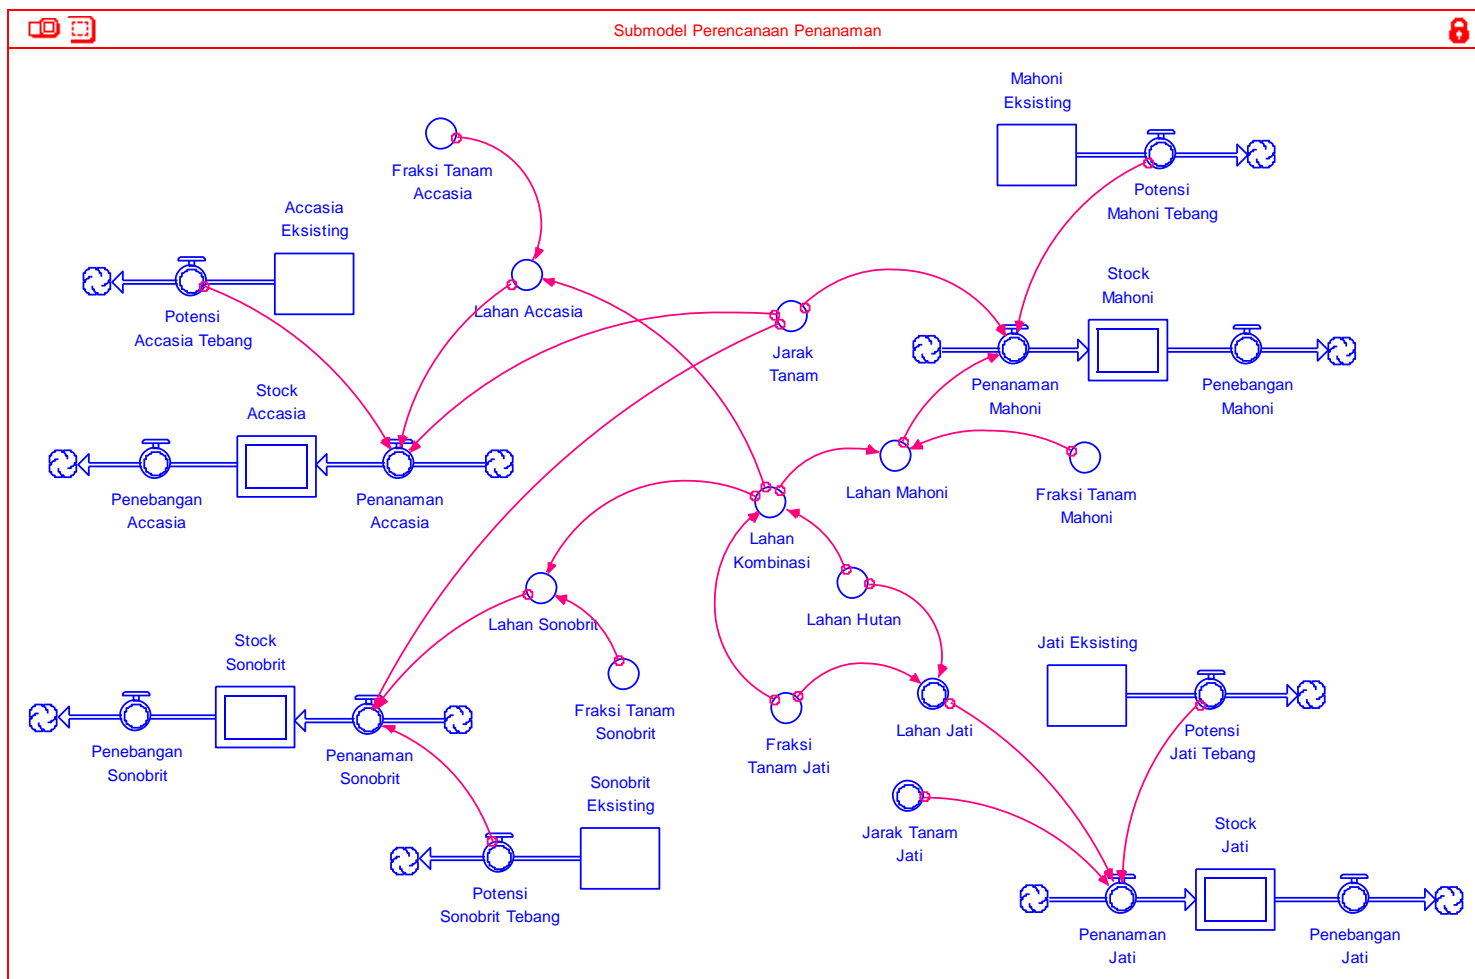 Submodel Perencanaan Penanaman
Mahoni
Eksisting
Fraksi Tanam
Accasia
Potensi
Mahoni Tebang
Accasia
Eksisting
Stock
Mahoni
Lahan Accasia
Potensi
Accasia Tebang
Jarak
Tanam
Penanaman
Mahoni
Penebangan
Mahoni
Stock
Accasia
Penebangan
Accasia
Penanaman
Accasia
Lahan Mahoni
Fraksi Tanam
Mahoni
Lahan
Kombinasi
Lahan Sonobrit
Lahan Hutan
Stock
Sonobrit
Jati Eksisting
Fraksi Tanam
Sonobrit
Penebangan
Sonobrit
Penanaman
Sonobrit
Fraksi
Tanam Jati
Lahan Jati
Potensi
Jati Tebang
Sonobrit
Eksisting
Jarak Tanam
Jati
Stock
Jati
Potensi
Sonobrit Tebang
Penanaman
Jati
Penebangan
Jati